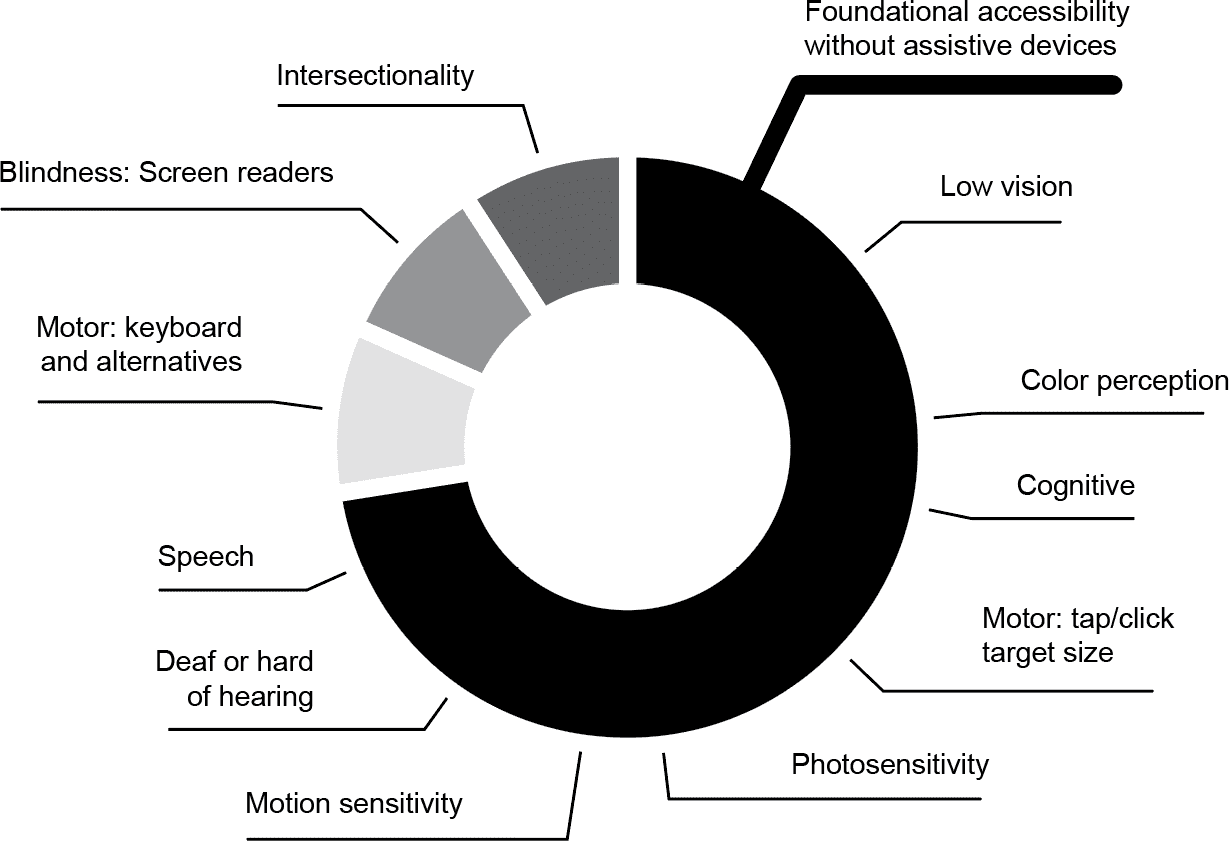 Foundational accessibility
without assistive devices
Intersectionality
Blindness: Screen readers
Low vision
Motor: keyboard
and alternatives
Color perception
Cognitive
Speech
Motor: tap/click
target size
Deaf or hard
of hearing
Photosensitivity
Motion sensitivity